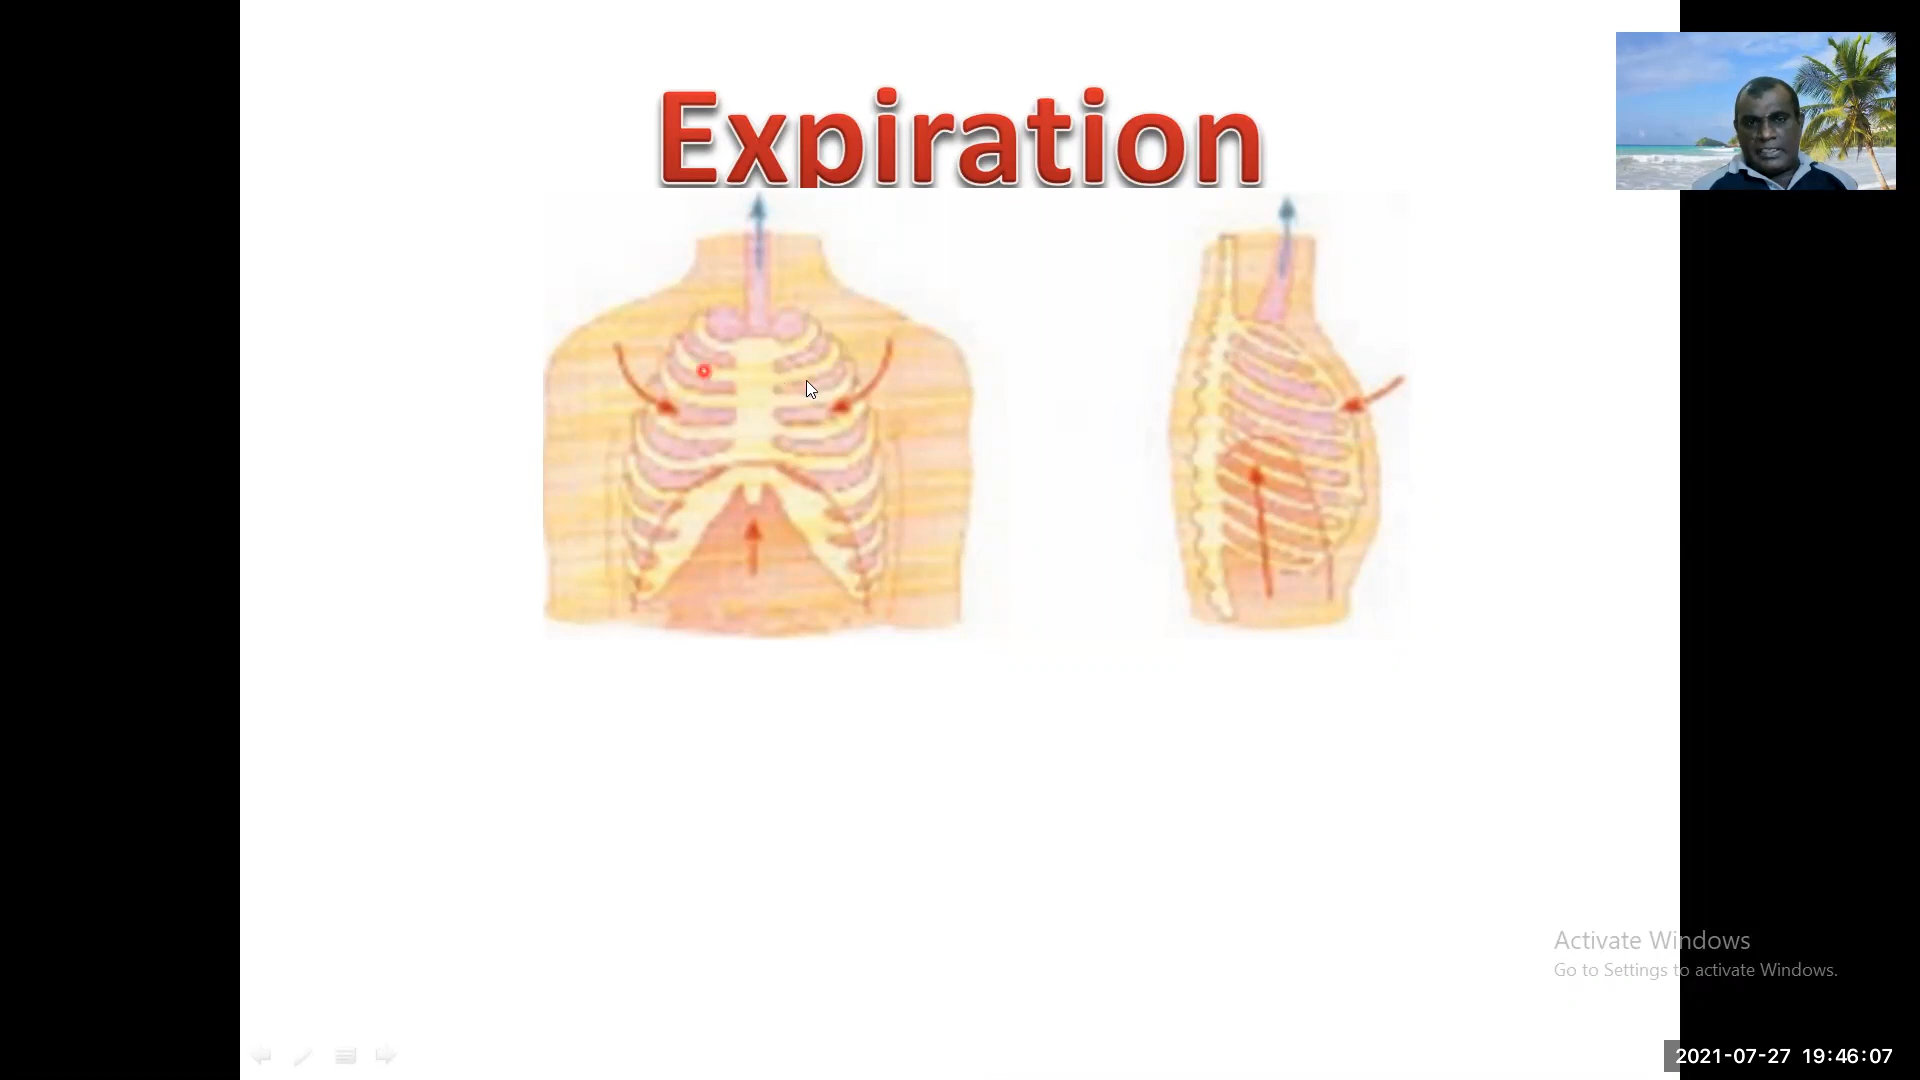 Expiration
Activate Windows
Go to Settings to activate Windows.
2021-07-27 19:46:07